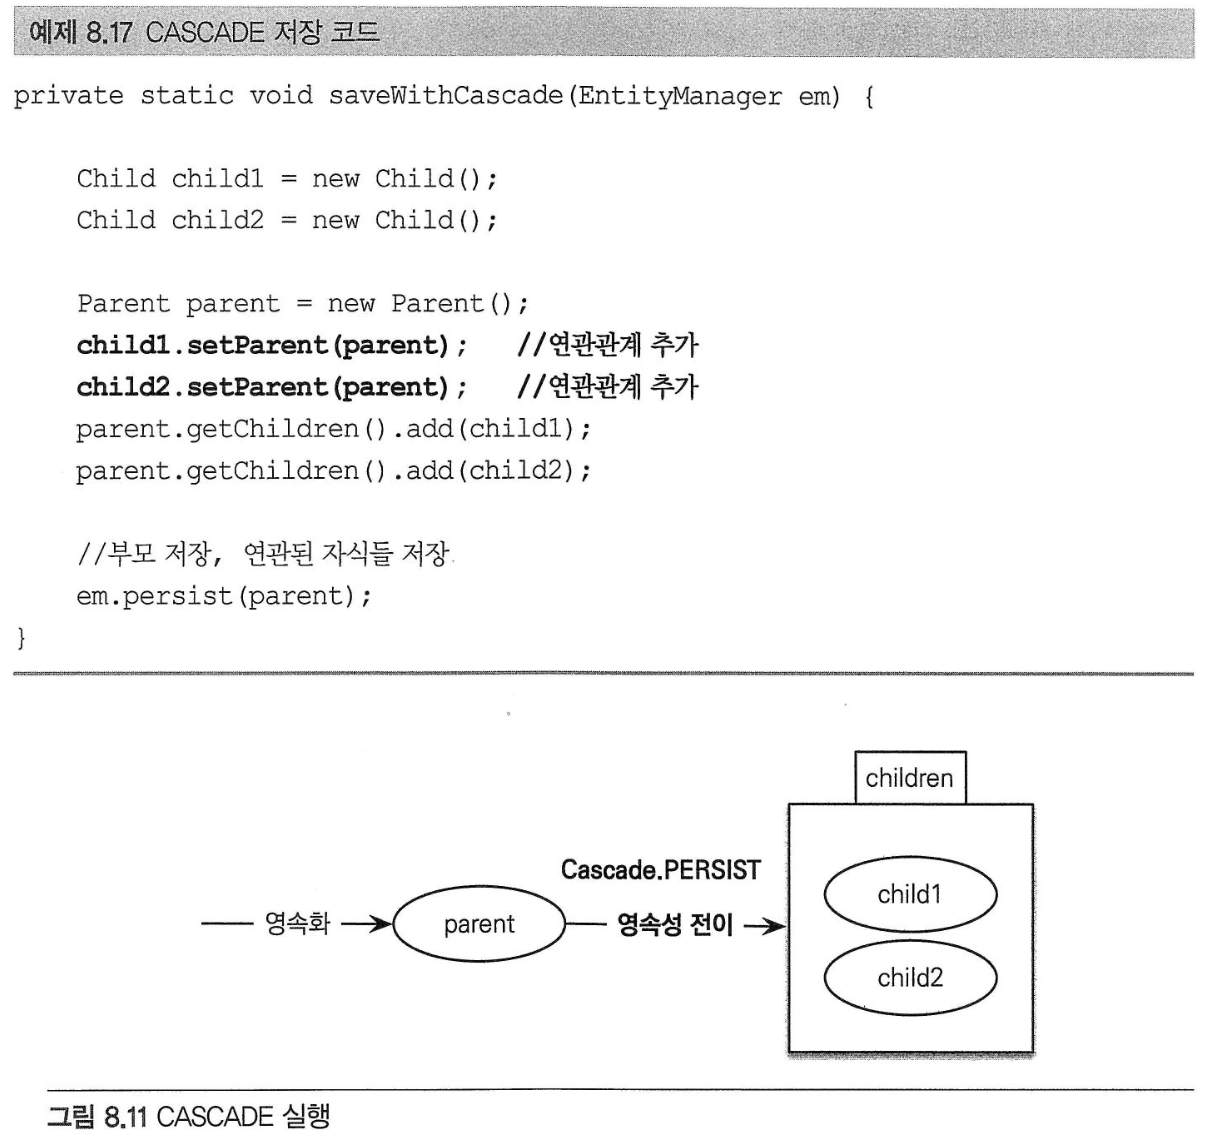 예제 8.17 CASCADE 저장 코드
private static void saveWithCascade(EntityManager em) {
Child child1 = new Child();
Child child2 = new Child();
Parent parent = new Parent();
child1.setParent(parent); //연관관계 추가
child2.setParent(parent); //연관관계 추가
parent.getChildren().add(child1);
parent.getChildren().add(child2);
//부모 저장, 연관된 자식들 저장
em.persist(parent);
}
children
Cascade.PERSIST
child1
영속화
parent
영속성 전이
child2
그림 8.11 CASCADE 실행